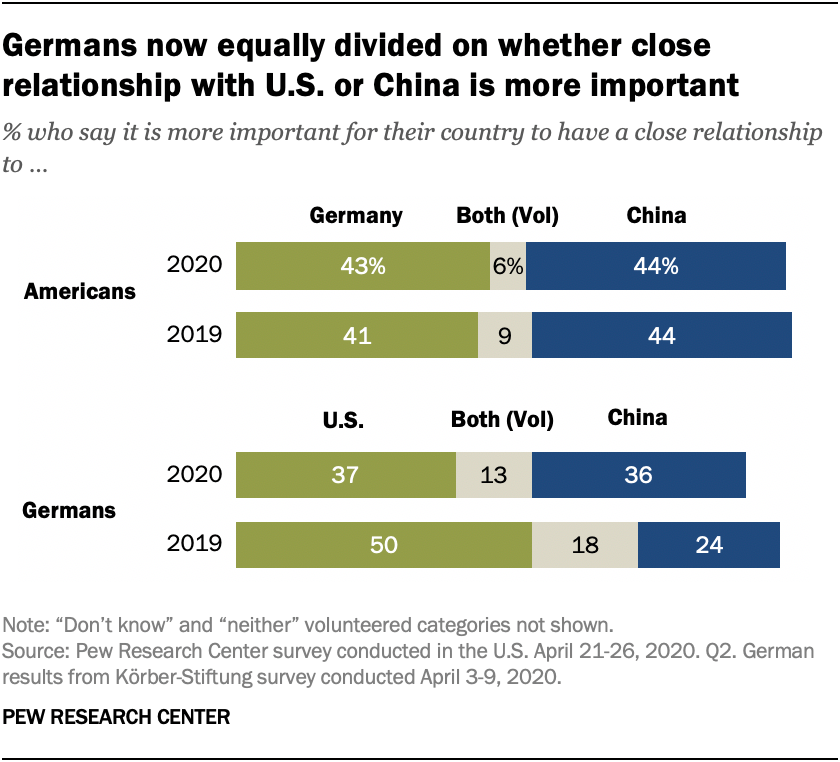 Germans now equally divided on whether close
relationship with U.S. or China is more important
% who say it is more important for their country to have a close relationship
to ...
Germany Both (Vol) China
2020 43% 6% 44%
Americans
2019 41 9 44
U.S. Both (Vol) China
2020 37 13 36
Germans
2019 50 18 24
Note: “Don’t know” and “neither” volunteered categories not shown.
Source: Pew Research Center survey conducted in the U.S. April 21-26, 2020. Q2. German
results from Körber-Stiftung survey conducted April 3-9, 2020.
PEW RESEARCH CENTER